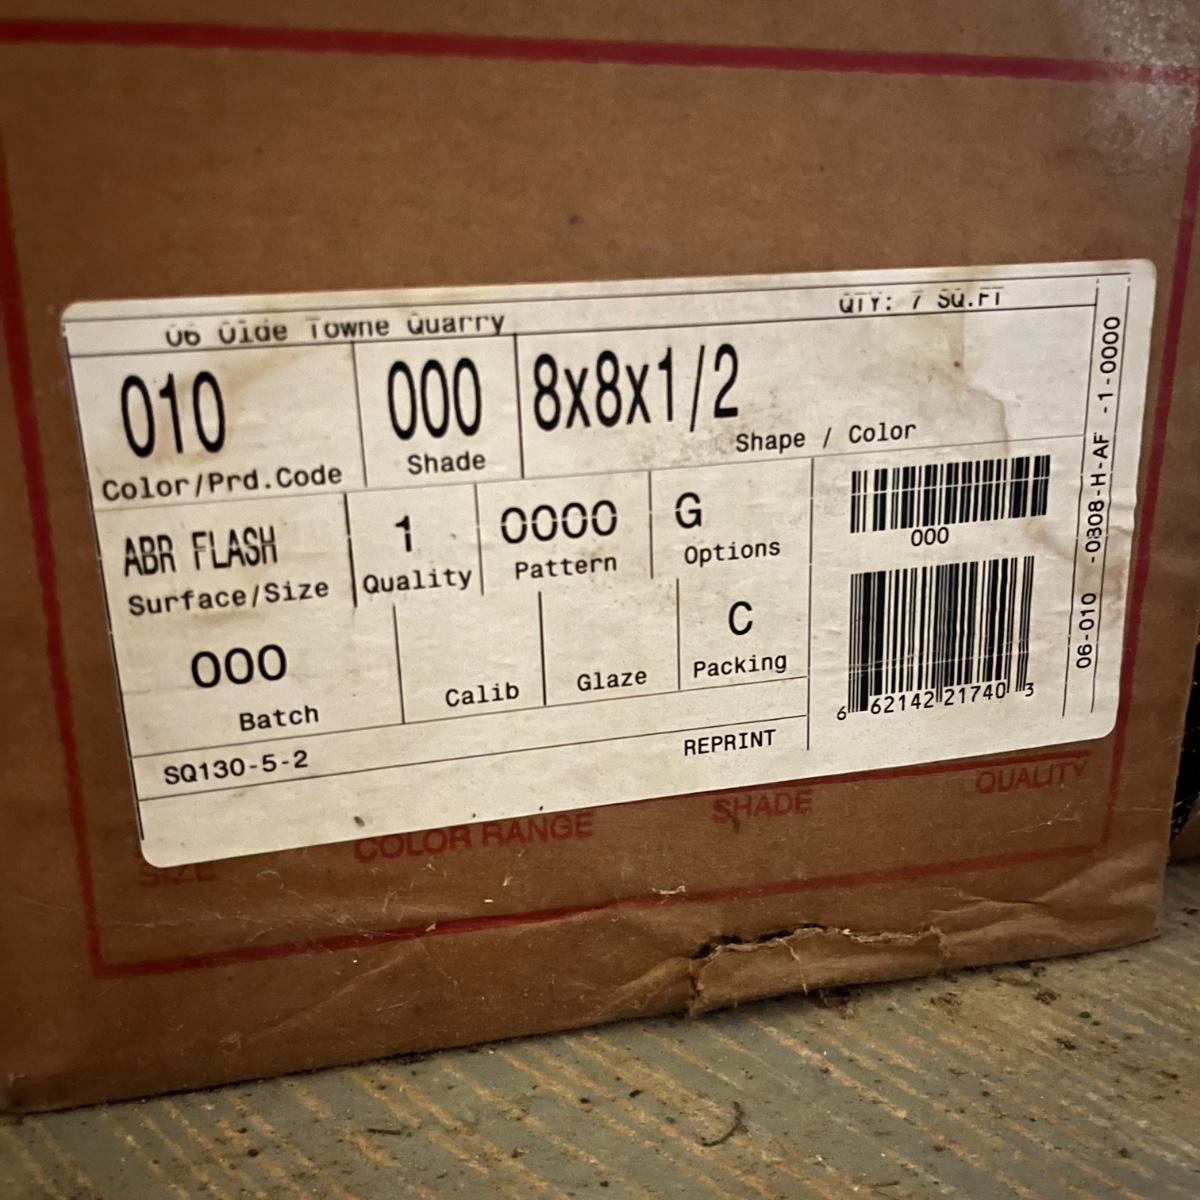 06 Olde Towne Quarry
QTY: 7 SQ.FT
010
000
8x8x1/2
Color/Prd.Code
Shade
Shape / Color
ABR FLASH
1
0000
G
Surface/Size
Quality
Pattern
Options
000
C
Batch
Calib
Glaze
Packing
000
6 62142 21740 3
SQ130-5-2
REPRINT
06-010 -0808-H-AF -1-0000
SIZE
COLOR RANGE
SHADE
QUALITY